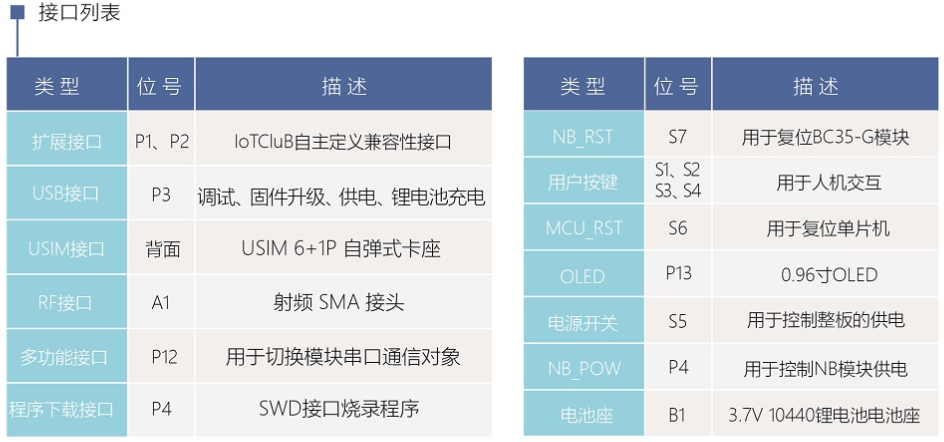 接口列表
类型 位号 描述
扩展接口 P1、P2 IoTCluB自主定义兼容性接口
USB接口 P3 调试、固件升级、供电、锂电池充电
USIM接口 背面 USIM 6+1P 自弹式卡座
RF接口 A1 射频 SMA 接头
多功能接口 P12 用于切换模块串口通信对象
程序下载接口 P4 SWD接口烧录程序
类型 位号 描述
NB_RST S7 用于复位BC35-G模块
用户按键 S1、S2
S3、S4 用于人机交互
MCU_RST S6 用于复位单片机
OLED P13 0.96寸OLED
电源开关 S5 用于控制整板的供电
NB_POW P4 用于控制NB模块供电
电池座 B1 3.7V 10440锂电池电池座